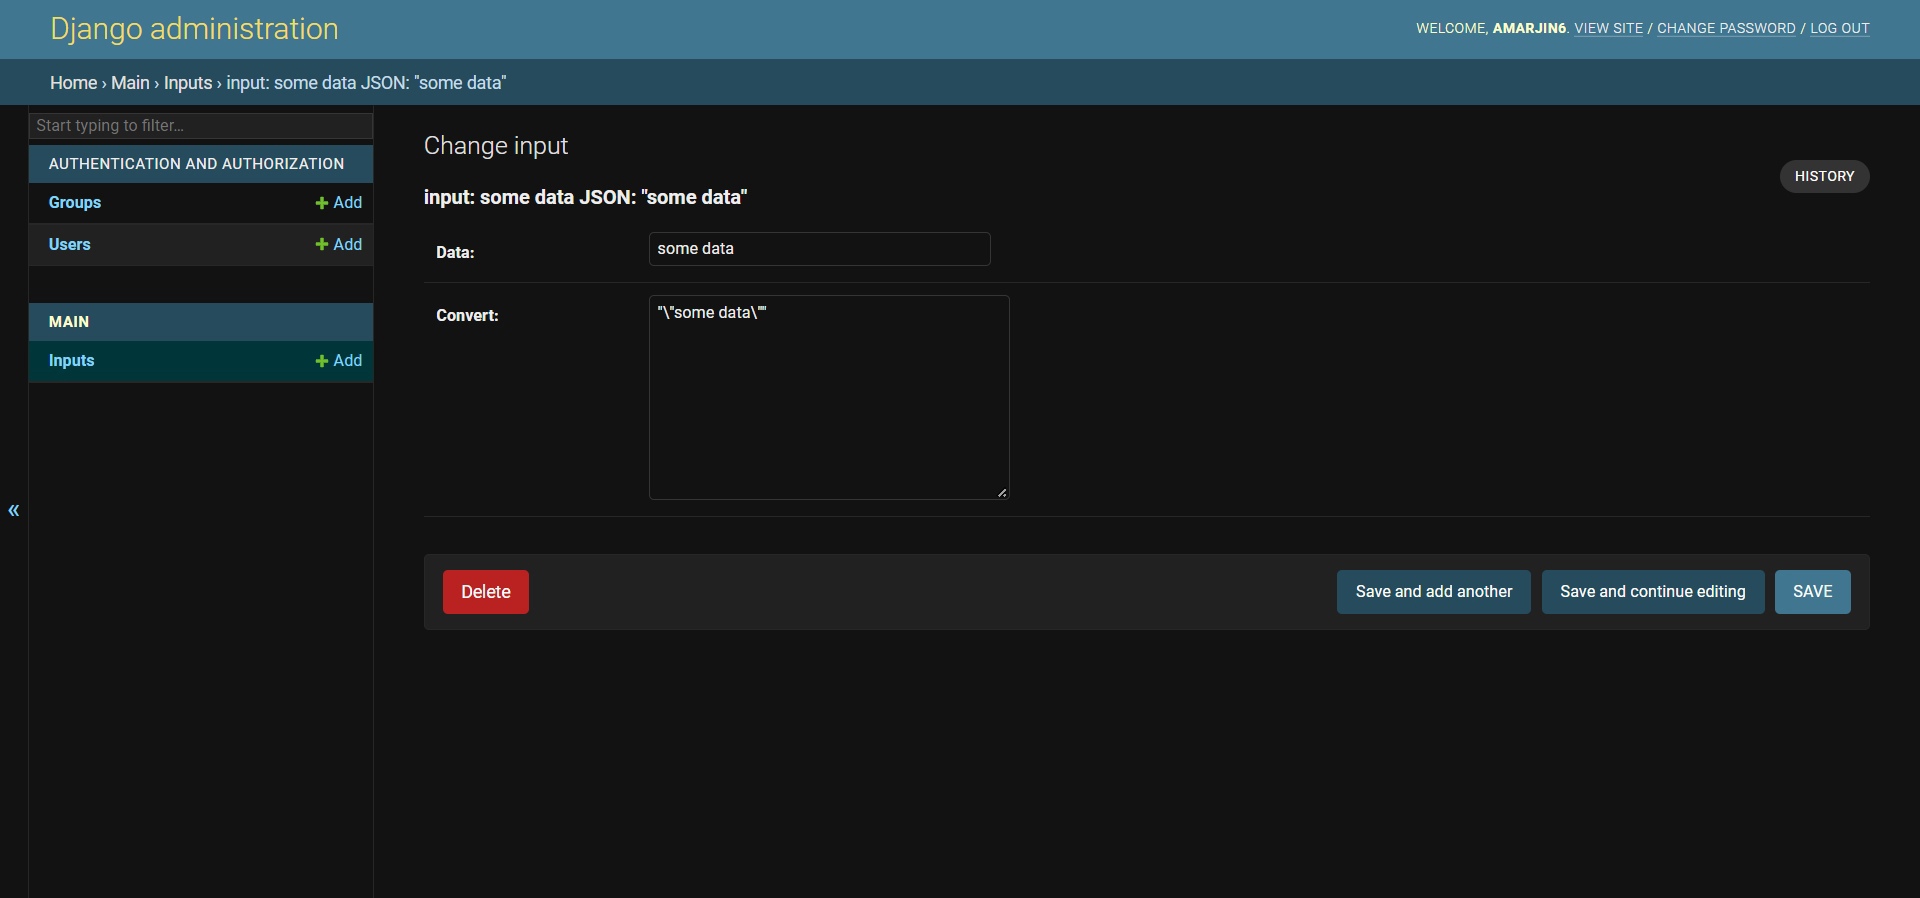 Django administration
WELCOME, AMARJIN6. VIEW SITE / CHANGE PASSWORD / LOG OUT
Home › Main › Inputs › input: some data JSON: "some data"
Start typing to filter...
AUTHENTICATION AND AUTHORIZATION
Groups
Add
Users
Add
MAIN
Inputs
Add
«
Change input
HISTORY
input: some data JSON: "some data"
Data:
some data
Convert:
"\"some data\""
Delete
Save and add another
Save and continue editing
SAVE